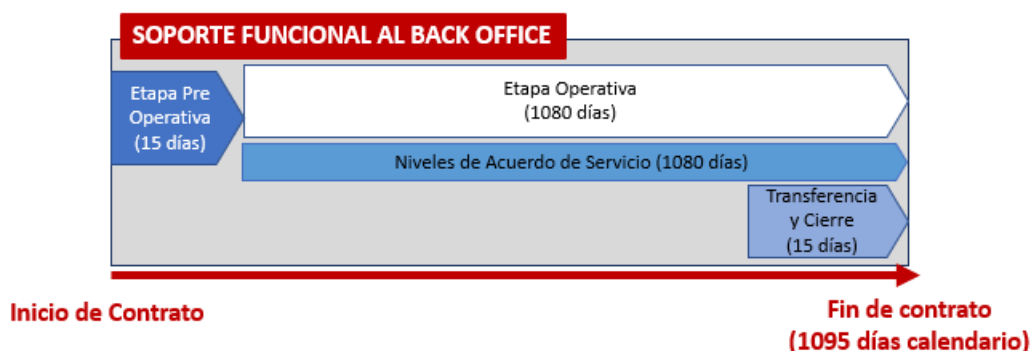 SOPORTE FUNCIONAL AL BACK OFFICE
Etapa Pre
Operativa
(15 días)
Etapa Operativa
(1080 días)
Niveles de Acuerdo de Servicio (1080 días)
Transferencia
y Cierre
(15 días)
Inicio de Contrato
Fin de contrato
(1095 días calendario)